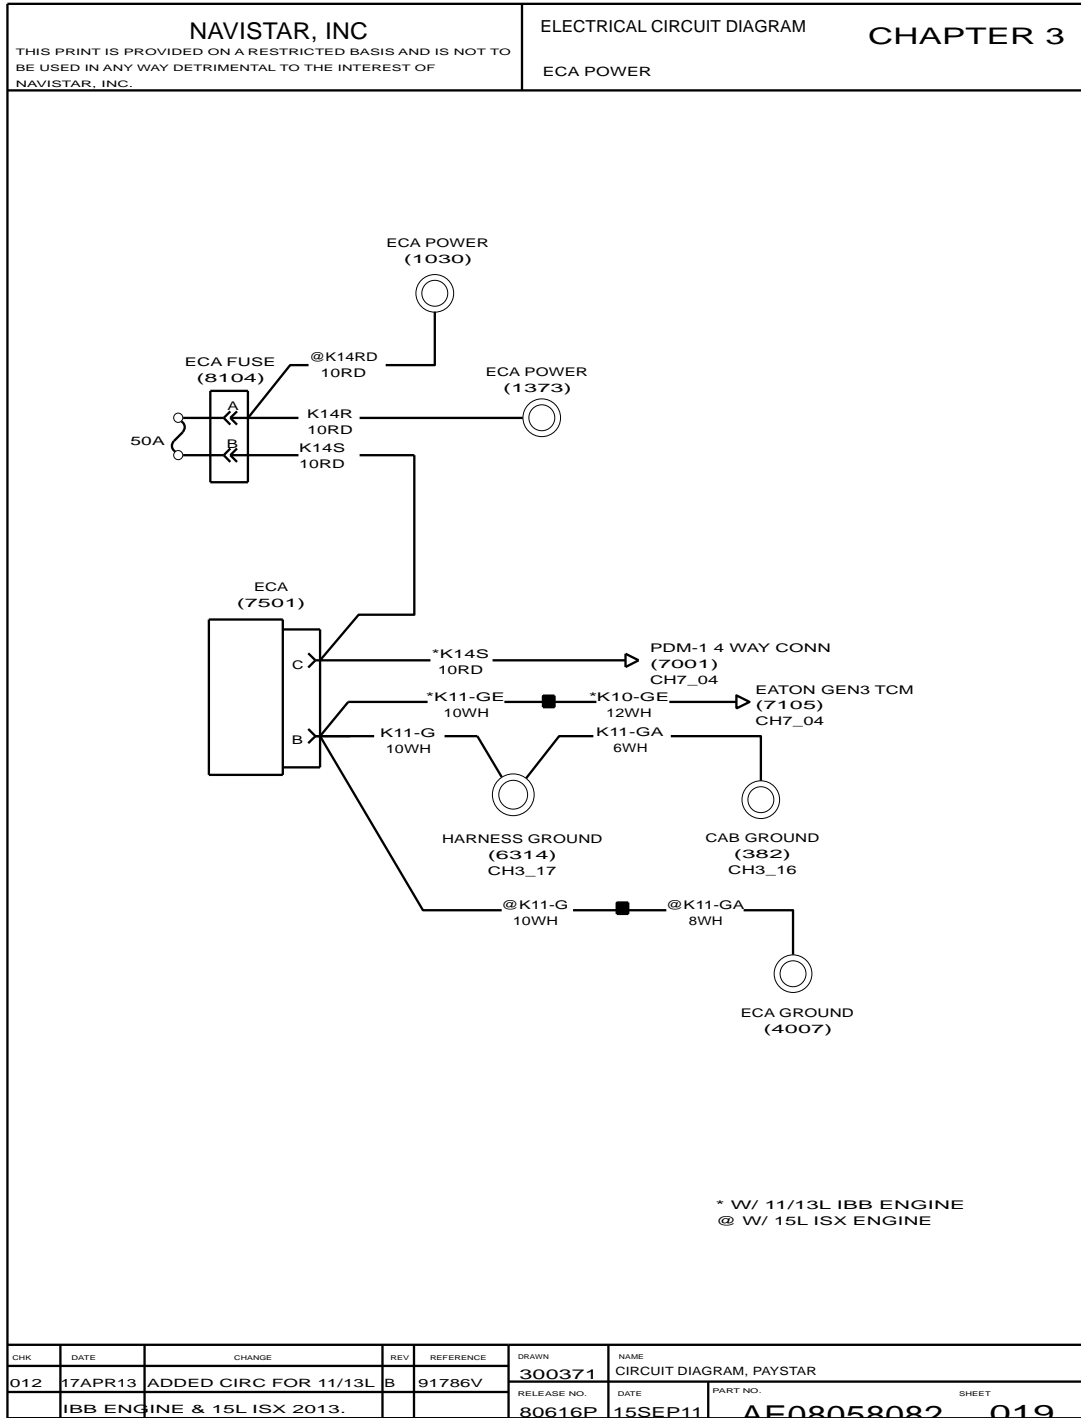 NAVISTAR, INC
THIS PRINT IS PROVIDED ON A RESTRICTED BASIS AND IS NOT TO
BE USED IN ANY WAY DETRIMENTAL TO THE INTEREST OF
NAVISTAR, INC.
ELECTRICAL CIRCUIT DIAGRAM
ECA POWER
CHAPTER 3
ECA POWER
(1030)
ECA FUSE
(8104)
@K14RD
10RD
ECA POWER
(1373)
A
K14R
10RD
50A
B
K14S
10RD
ECA
(7501)
C
*K14S
10RD
PDM-1 4 WAY CONN
(7001)
CH7_04
*K11-GE
10WH
*K10-GE
12WH
EATON GEN3 TCM
(7105)
CH7_04
B
K11-G
10WH
K11-GA
6WH
HARNESS GROUND
(6314)
CH3_17
CAB GROUND
(382)
CH3_16
@K11-G
10WH
@K11-GA
8WH
ECA GROUND
(4007)
* W/ 11/13L IBB ENGINE
@ W/ 15L ISX ENGINE
CHK DATE CHANGE REV REFERENCE
012 17APR13 ADDED CIRC FOR 11/13L B 91786V
IBB ENGINE & 15L ISX 2013.
DRAWN
300371
NAME
CIRCUIT DIAGRAM, PAYSTAR
RELEASE NO.
80616P
DATE
15SEP11
PART NO.
AE08058082
SHEET
019